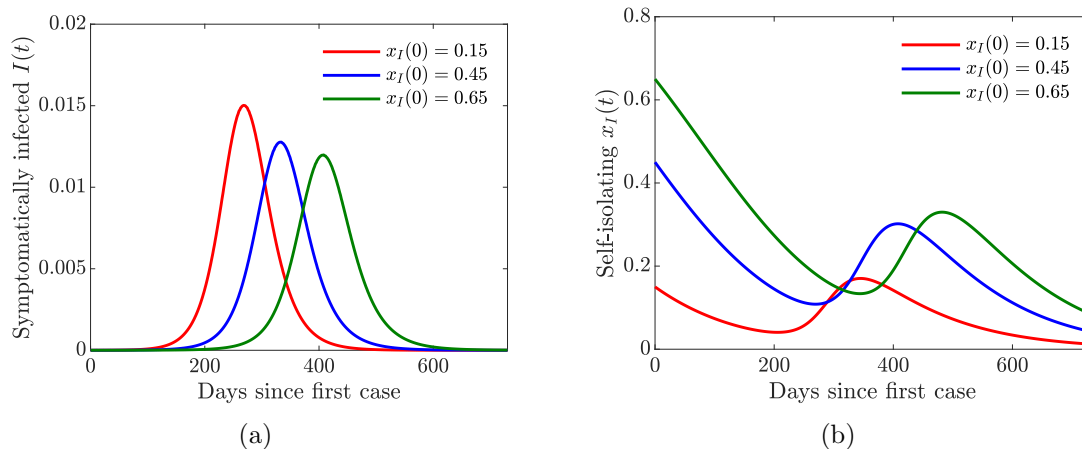 0.02
0.015
0.01
0.005
0
0
200
400
600
Symptomatically infected I(t)
Days since first case
x_I(0) = 0.15
x_I(0) = 0.45
x_I(0) = 0.65
(a)
0.8
0.6
0.4
0.2
0
0
200
400
600
Self-isolating x_I(t)
Days since first case
x_I(0) = 0.15
x_I(0) = 0.45
x_I(0) = 0.65
(b)